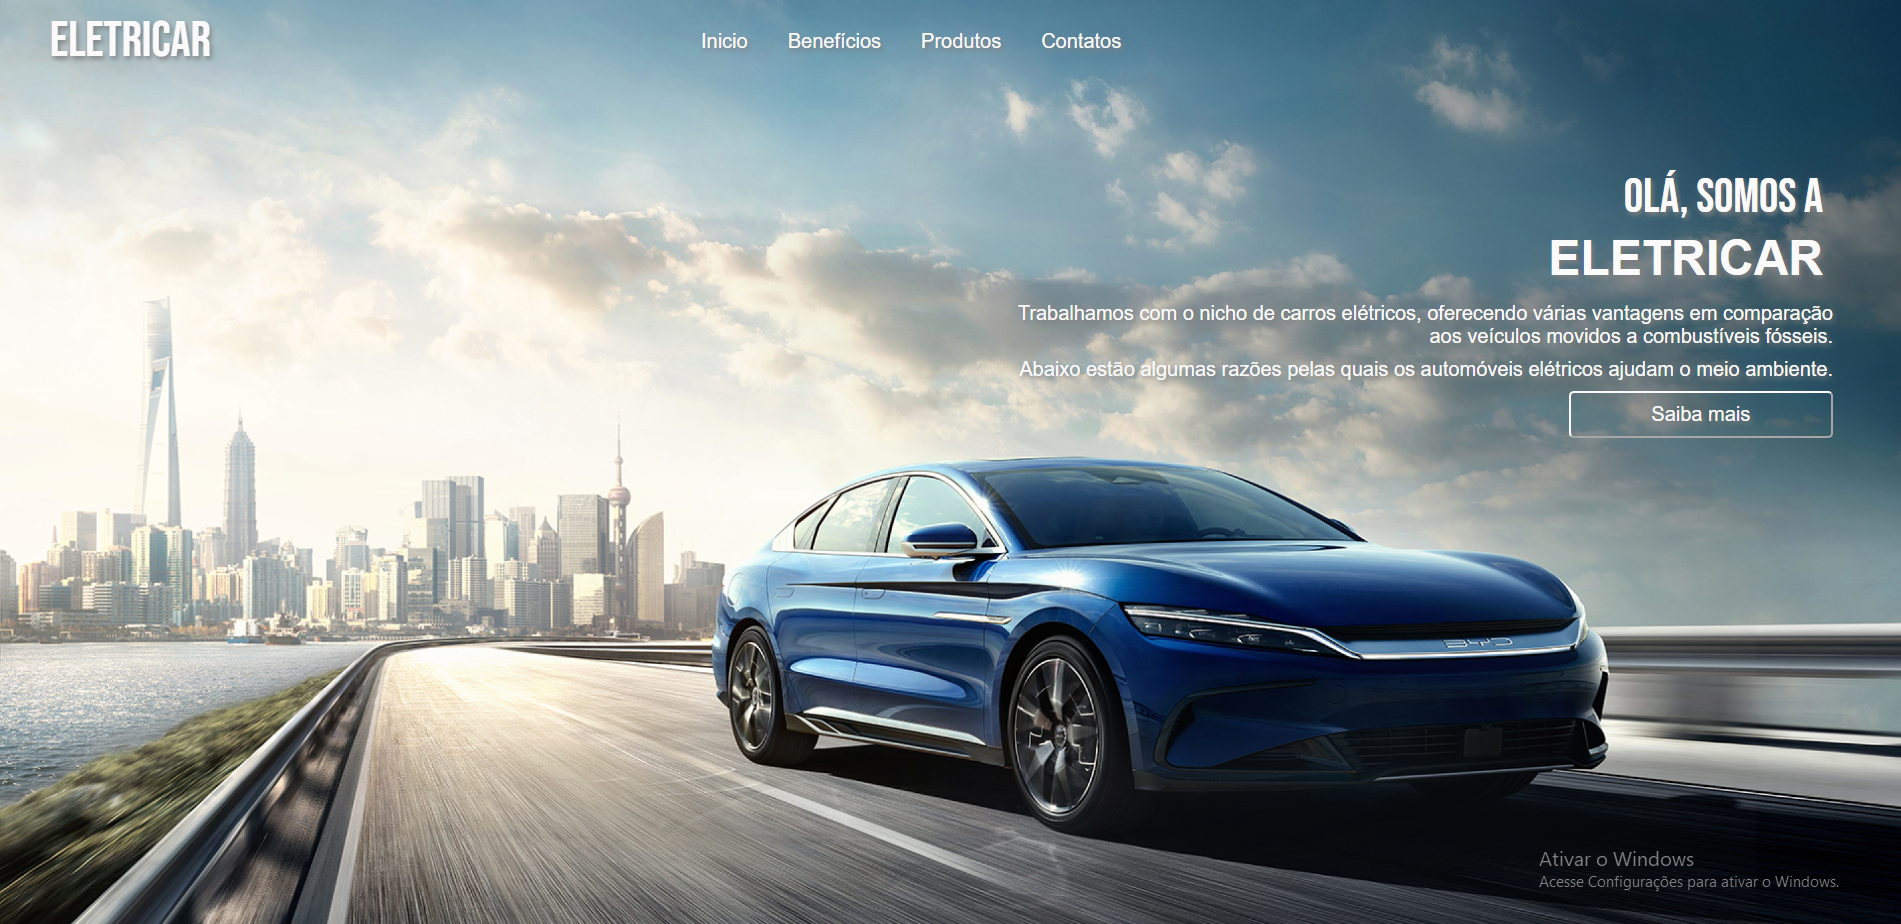 ELETRICAR
Inicio Benefícios Produtos Contatos
OLÁ, SOMOS A
ELETRICAR
Trabalhamos com o nicho de carros elétricos, oferecendo várias vantagens em comparação
aos veículos movidos a combustíveis fósseis.
Abaixo estão algumas razões pelas quais os automóveis elétricos ajudam o meio ambiente.
Saiba mais
BYD
Ativar o Windows
Acesse Configurações para ativar o Windows.